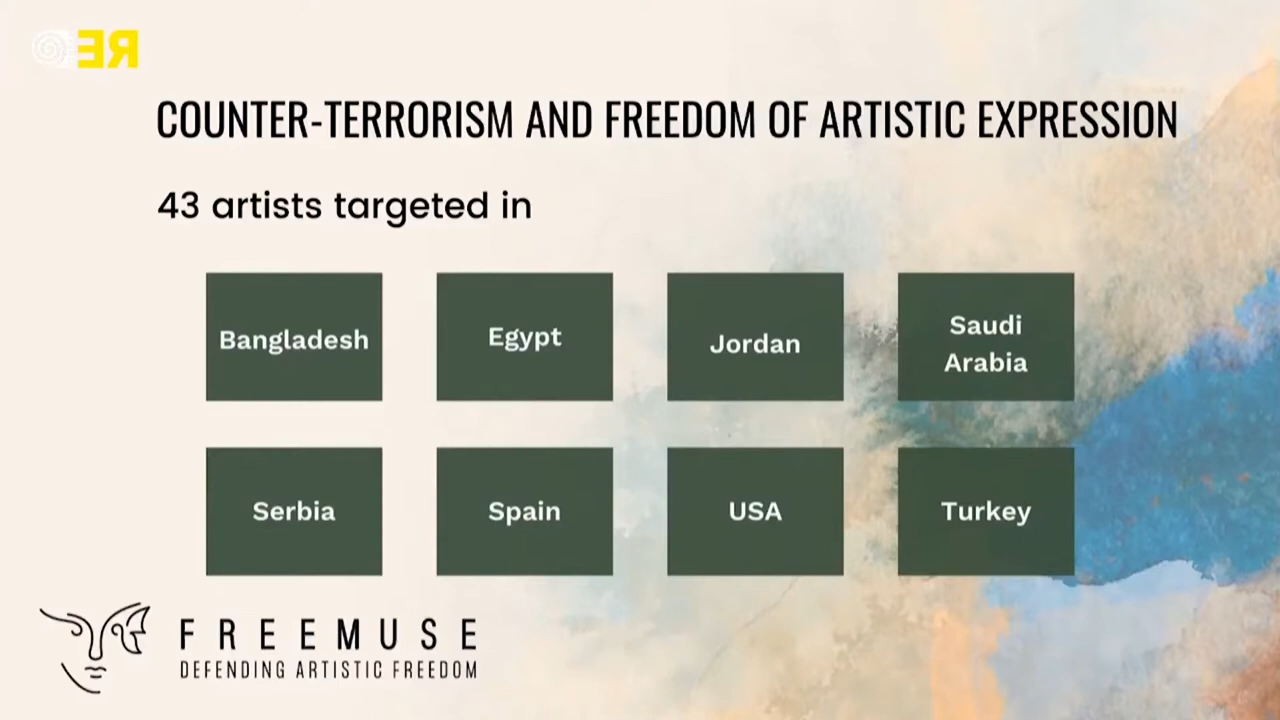 ЭЯ
COUNTER-TERRORISM AND FREEDOM OF ARTISTIC EXPRESSION
43 artists targeted in
Bangladesh
Egypt
Jordan
Saudi
Arabia
Serbia
Spain
USA
Turkey
FREEMUSE
DEFENDING ARTISTIC FREEDOM